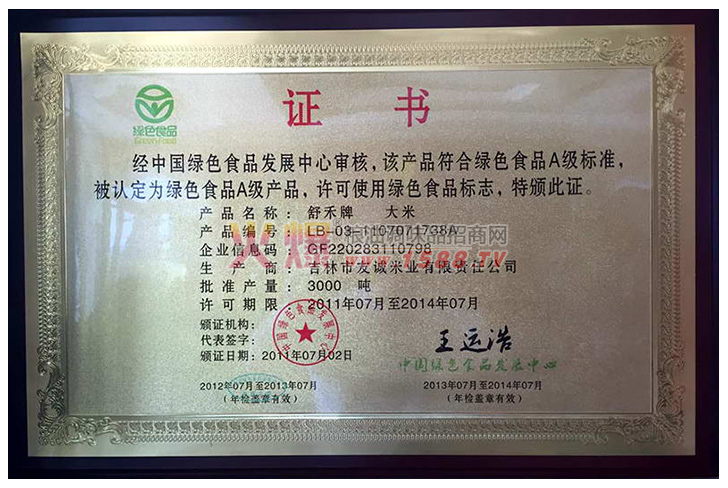 证 书
绿色食品
GreenFood
经中国绿色食品发展中心审核,该产品符合绿色食品A级标准,
被认定为绿色食品A级产品,许可使用绿色食品标志,特颁此证。
产品名称: 舒禾牌 大米
产品编号: LB-03-1107071738A
企业信息码: GF220283110798
生产商: 吉林市友诚米业有限责任公司
批准产量: 3000 吨
许可期限: 2011年07月至2014年07月
颁证机构:
代表签字:
王运浩
颁证日期: 2011年07月02日
中国绿色食品发展中心
2012年07月至2013年07月
(年检盖章有效)
2013年07月至2014年07月
(年检盖章有效)
火爆
招商网
www.1588.TV